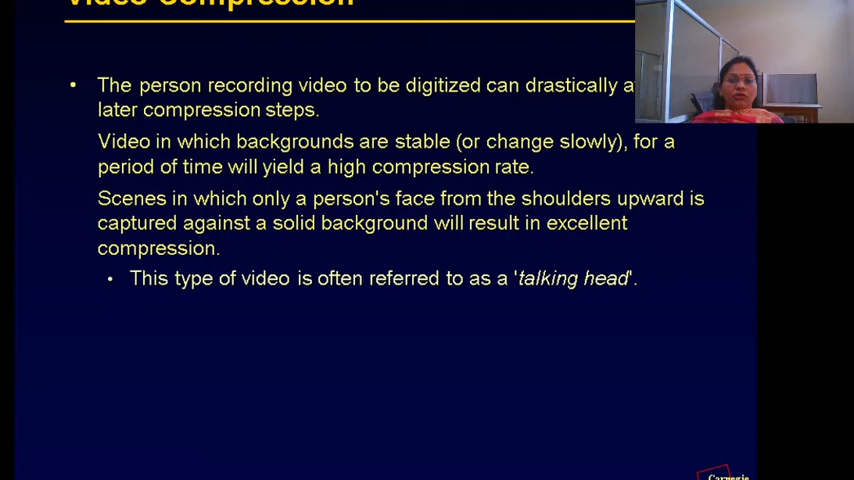 Video Compression
• The person recording video to be digitized can drastically
later compression steps.
Video in which backgrounds are stable (or change slowly), for a
period of time will yield a high compression rate.
Scenes in which only a person's face from the shoulders upward is
captured against a solid background will result in excellent
compression.
• This type of video is often referred to as a 'talking head'.
Carnegie